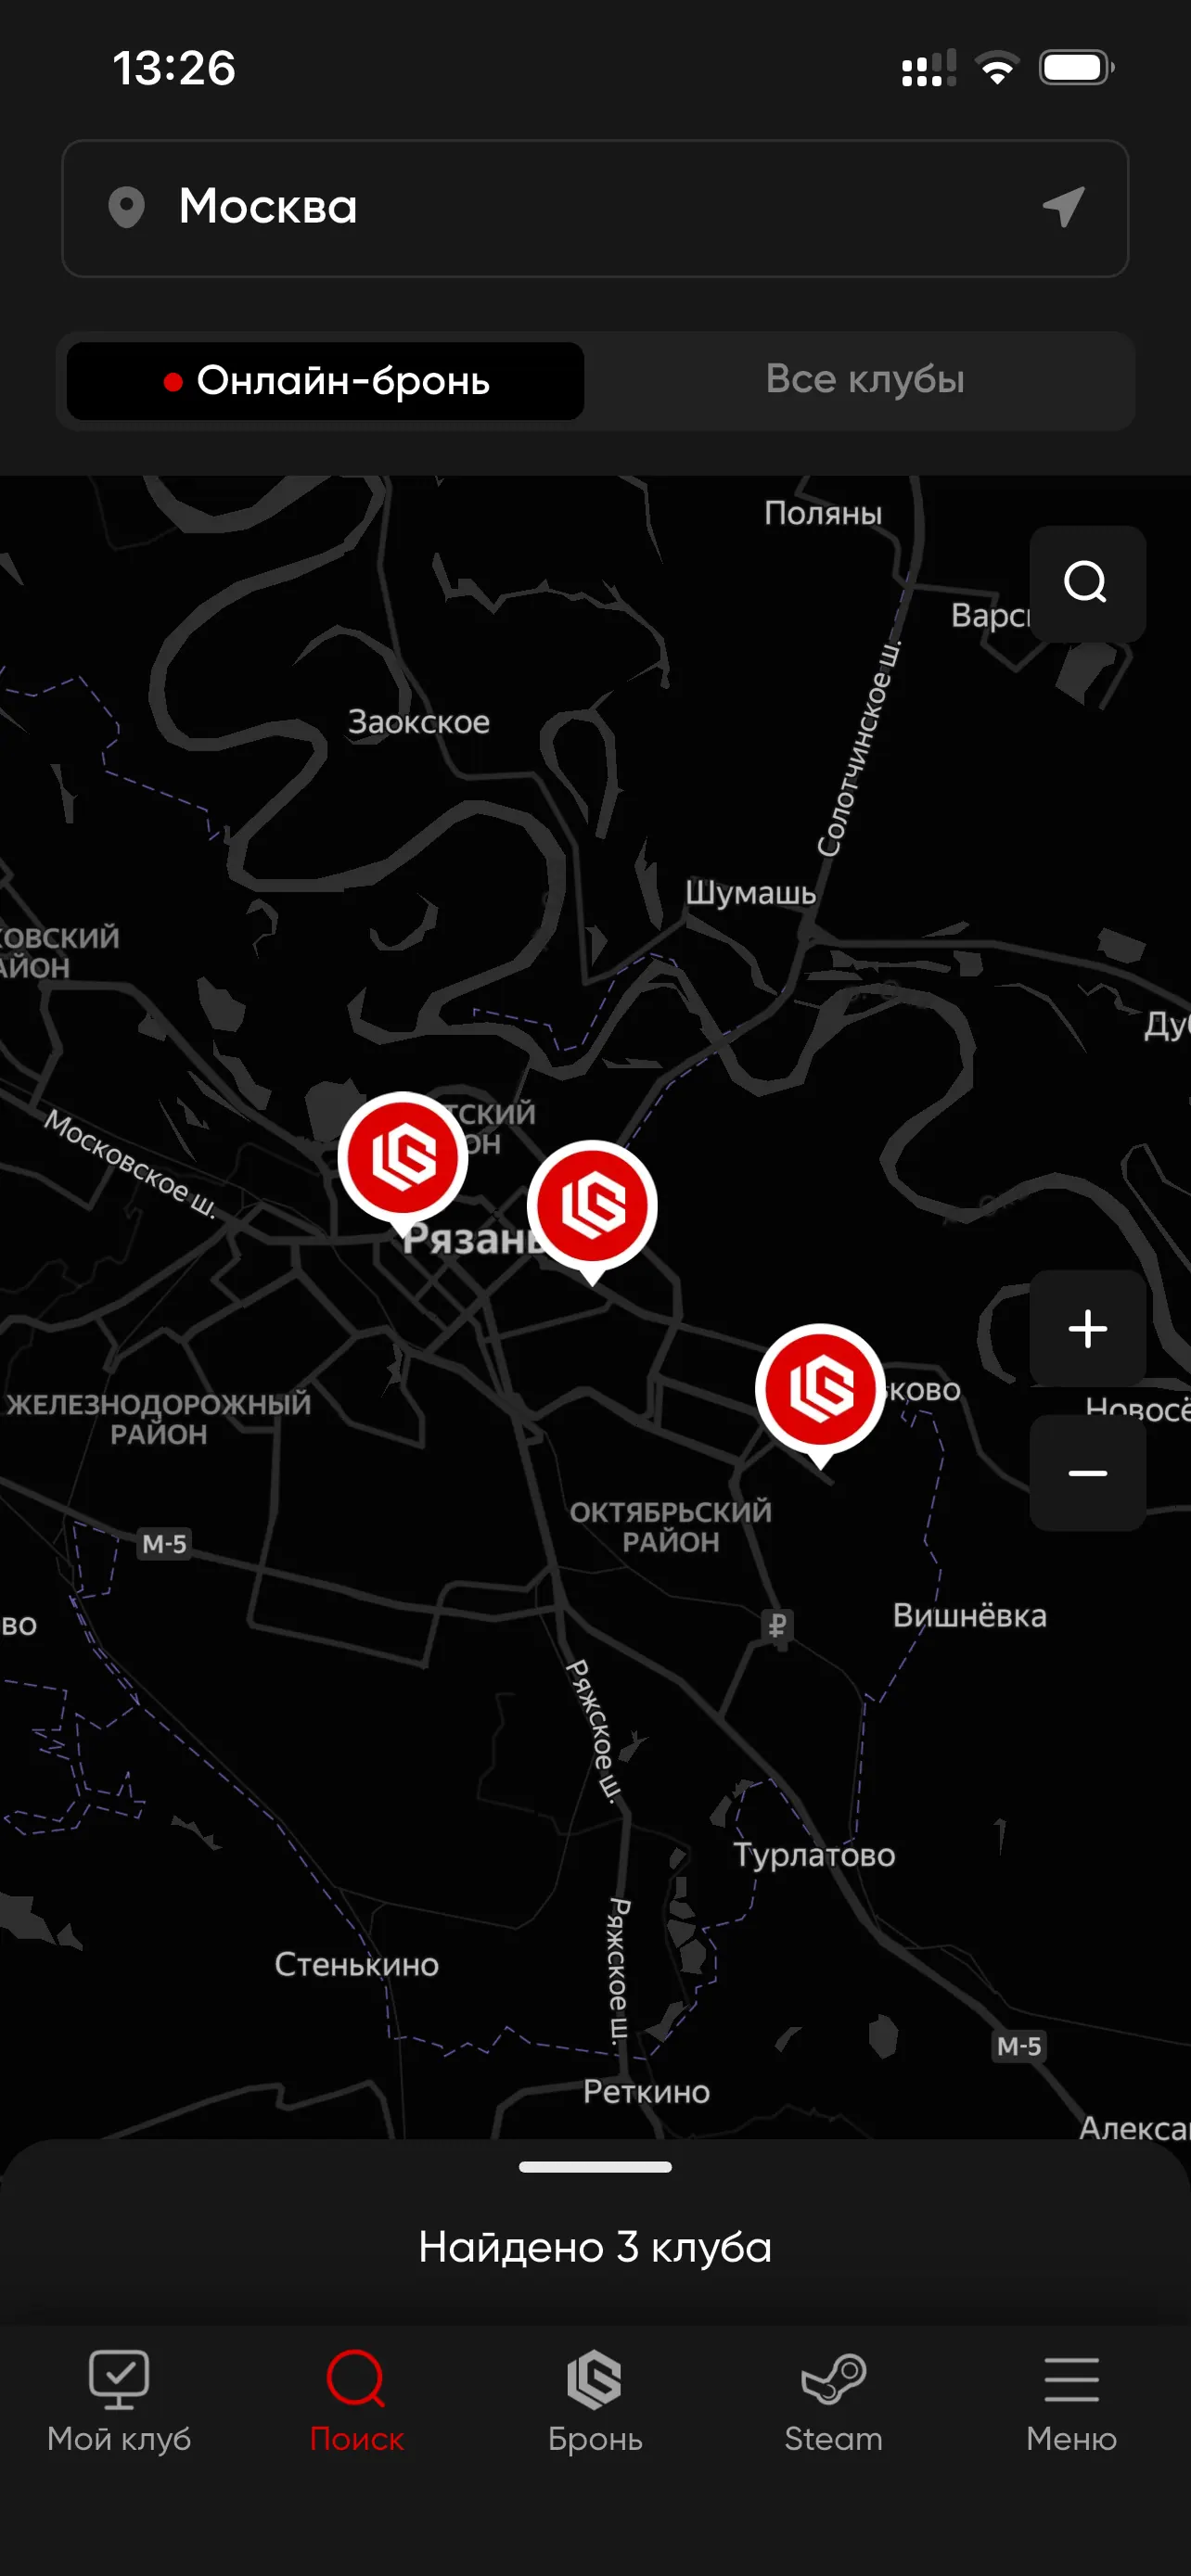 13:26
Москва
Онлайн-бронь
Все клубы
Поляны
Солотчинское ш.
Заокское
Шумашь
Московское ш.
Рязань
ЖЕЛЕЗНОДОРОЖНЫЙ
РАЙОН
ОКТЯБРЬСКИЙ
РАЙОН
М-5
Вишнёвка
₽
Ряжское ш.
Турлатово
Стенькино
Ряжское ш.
М-5
Реткино
Найдено 3 клуба
Мой клуб
Поиск
Бронь
Steam
Меню